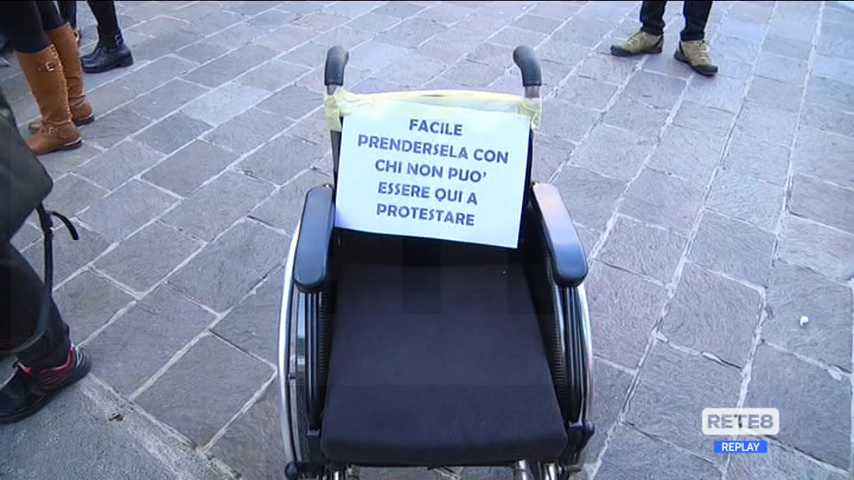 FACILE
PRENDERSELA CON
CHI NON PUO'
ESSERE QUI A
PROTESTARE
RETE8
REPLAY